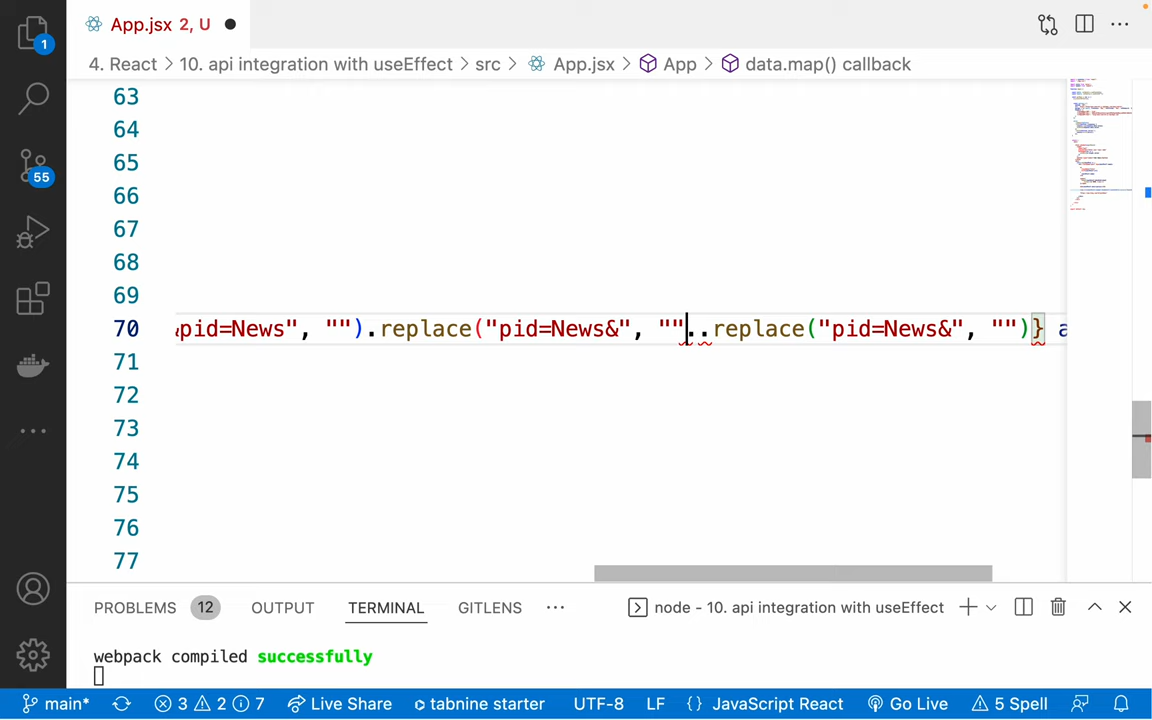 App.jsx 2, U
1
4. React > 10. api integration with useEffect > src > App.jsx > App > data.map() callback
63
64
65
55
66
67
68
69
70 &pid=News", "").replace("pid=News&", ""..replace("pid=News&", "")} a
71
72
73
74
75
76
77
PROBLEMS 12 OUTPUT TERMINAL GITLENS ··· node - 10. api integration with useEffect
webpack compiled successfully
main* 3 2 7 Live Share tabnine starter UTF-8 LF {} JavaScript React Go Live 5 Spell